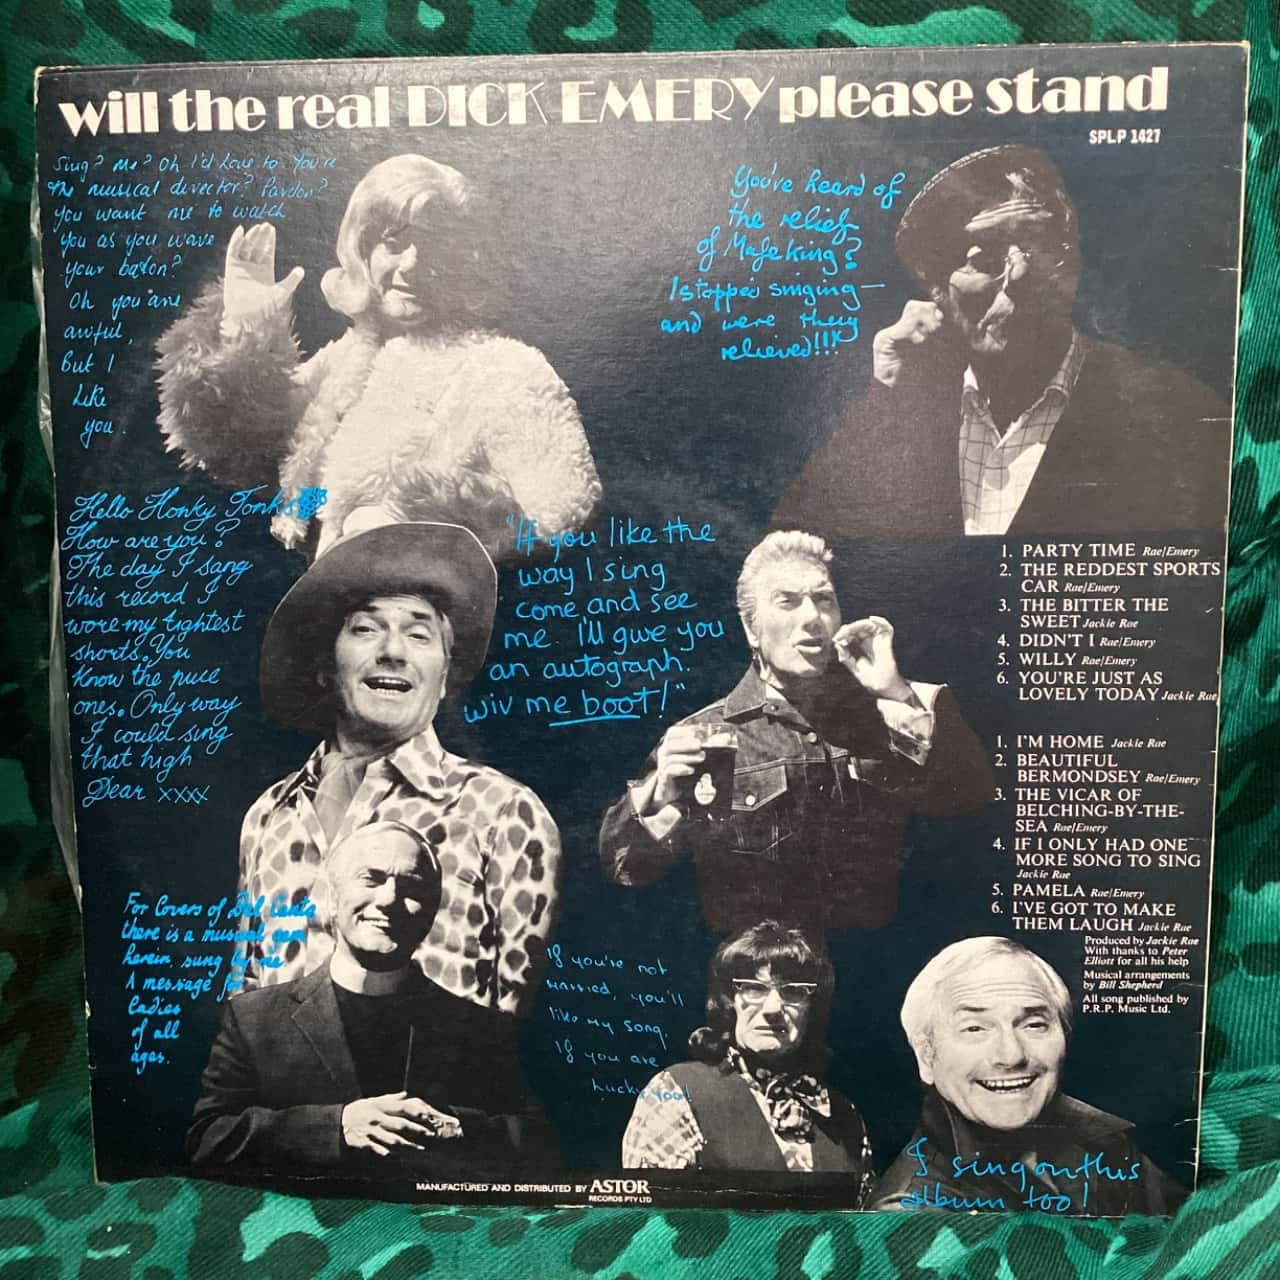 will the real DICK EMERY please stand
SPLP 1427
Sing? Me? Oh I'd love to You're
the musical director? Pardon?
You want me to watch
you as you wave
your baton?
Oh you are
awful,
But I
Like
you.
You've heard of
the relief
of Mafeking?
I stopped singing—
and were they
relieved!!!
Hello Honky Tonks
How are you?
The day I sang
this record I
wore my tightest
shorts. You
know the puce
ones. Only way
I could sing
that high
Dear xxxx
"If you like the
way I sing
come and see
me. I'll give you
an autograph.
wiv me boot!"
1. PARTY TIME Rae/Emery
2. THE REDDEST SPORTS
CAR Rae/Emery
3. THE BITTER THE
SWEET Jackie Rae
4. DIDN'T I Rae/Emery
5. WILLY Rae/Emery
6. YOU'RE JUST AS
LOVELY TODAY Jackie Rae
1. I'M HOME Jackie Rae
2. BEAUTIFUL
BERMONDSEY Rae/Emery
3. THE VICAR OF
BELCHING-BY-THE-
SEA Rae/Emery
4. IF I ONLY HAD ONE
MORE SONG TO SING
Jackie Rae
5. PAMELA Rae/Emery
6. I'VE GOT TO MAKE
THEM LAUGH Jackie Rae
Produced by Jackie Rae
With thanks to Peter
Elliott for all his help
Musical arrangements
by Bill Shepherd
All song published by
P.R.P. Music Ltd.
For Lovers of Bel Canto
there is a musical gem
herein, sung by me
A message for
Ladies
of all
ages.
If you're not
married, you'll
like my song.
If you are
lucky you!
I sing on this
album too!
MANUFACTURED AND DISTRIBUTED BY ASTOR
RECORDS PTY LTD